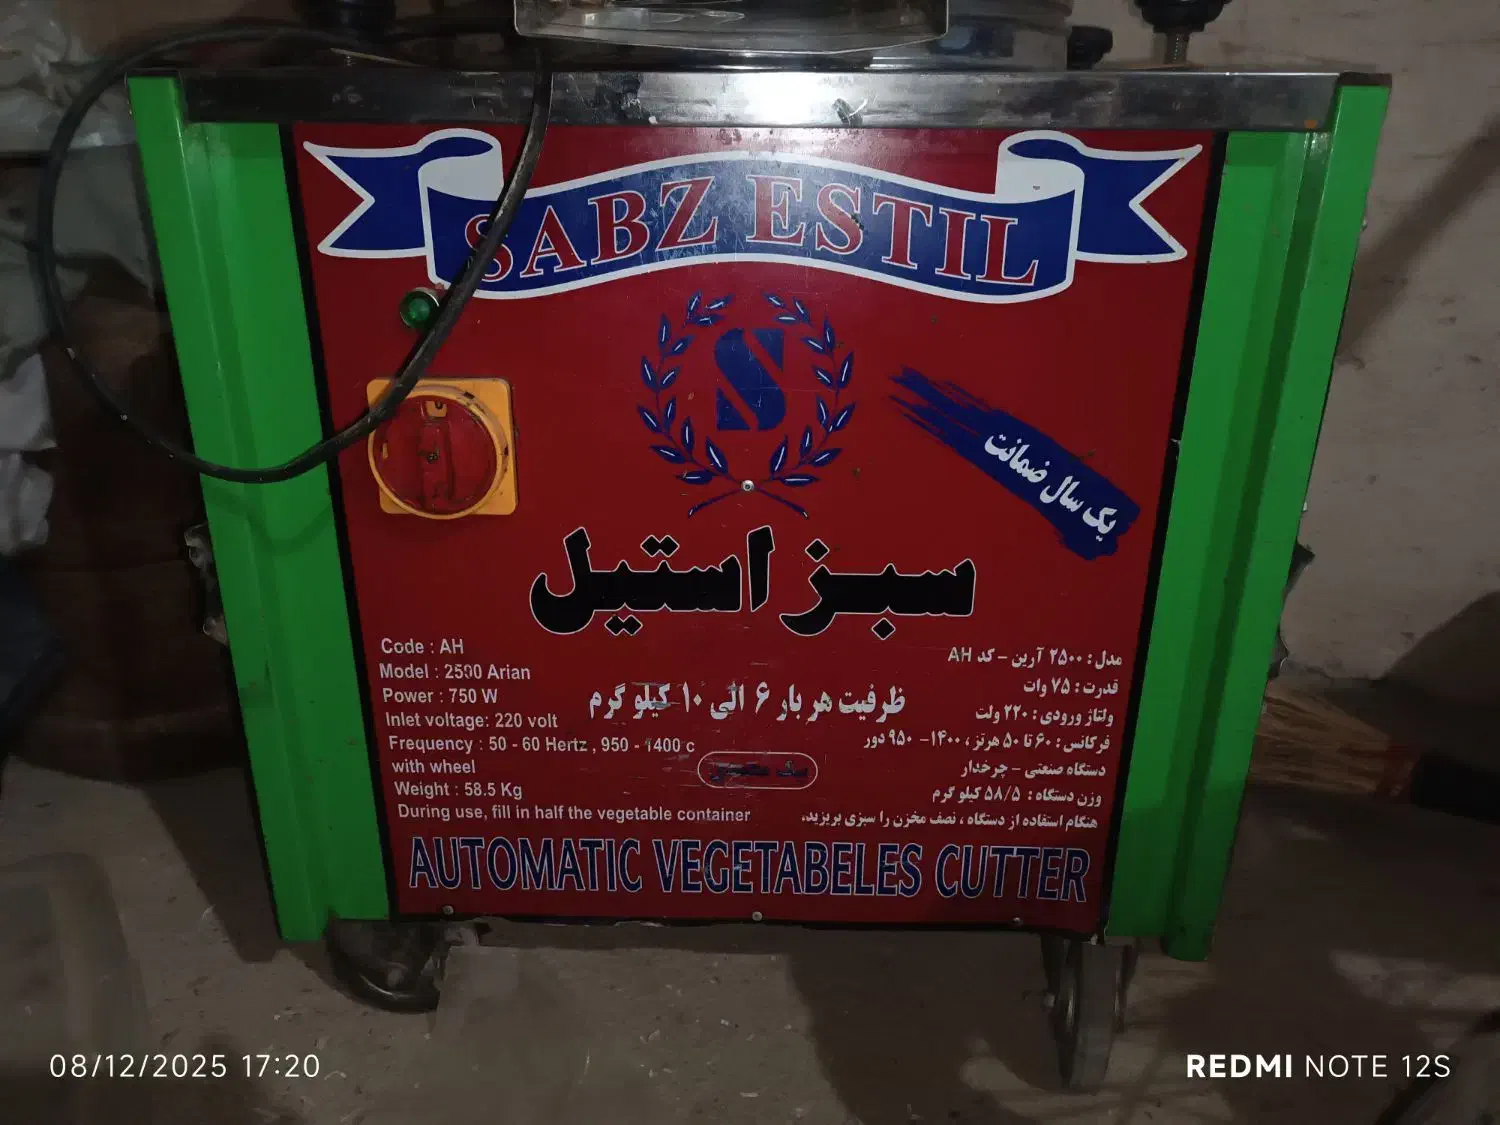 SABZ ESTIL
S
یک سال ضمانت
سبز استیل
Code : AH
Model : 2500 Arian
Power : 750 W
Inlet voltage: 220 volt
Frequency : 50 - 60 Hertz , 950 - 1400 c
with wheel
Weight : 58.5 Kg
During use, fill in half the vegetable container
ظرفیت هر بار ۶ الی ۱۰ کیلو گرم
مدل : ۲۵۰۰ آرین - کد AH
قدرت : ۷۵ وات
ولتاژ ورودی : ۲۲۰ ولت
فرکانس : ۶۰ تا ۵۰ هرتز ، ۱۴۰۰- ۹۵۰ دور
دستگاه صنعتی - چرخدار
وزن دستگاه : ۵۸/۵ کیلو گرم
هنگام استفاده از دستگاه ، نصف مخزن را سبزی بریزید.
AUTOMATIC VEGETABELES CUTTER
08/12/2025 17:20
REDMI NOTE 12S